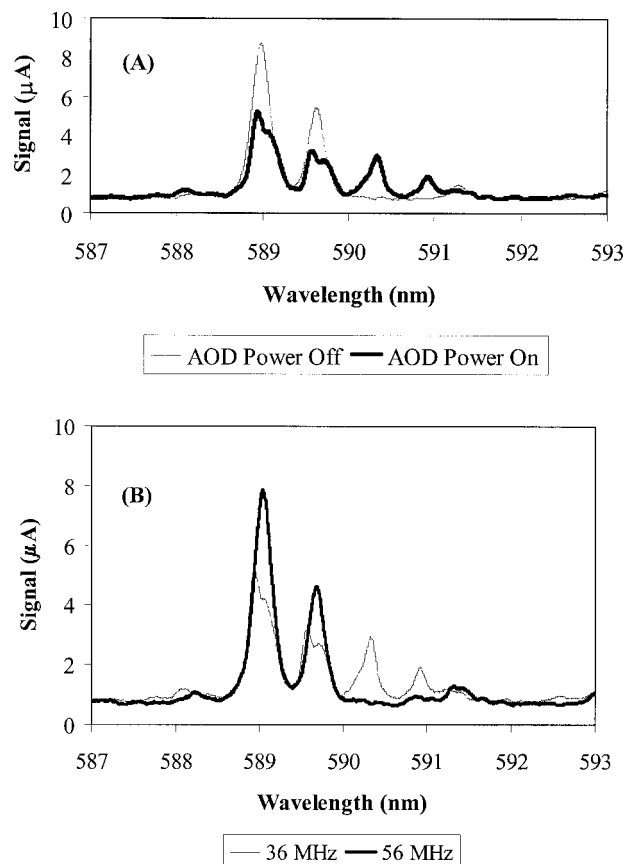 10
8
6
4
2
0
(A)
Signal (μA)
587 588 589 590 591 592 593
Wavelength (nm)
AOD Power Off AOD Power On
10
8
6
4
2
0
(B)
Signal (μA)
587 588 589 590 591 592 593
Wavelength (nm)
36 MHz 56 MHz